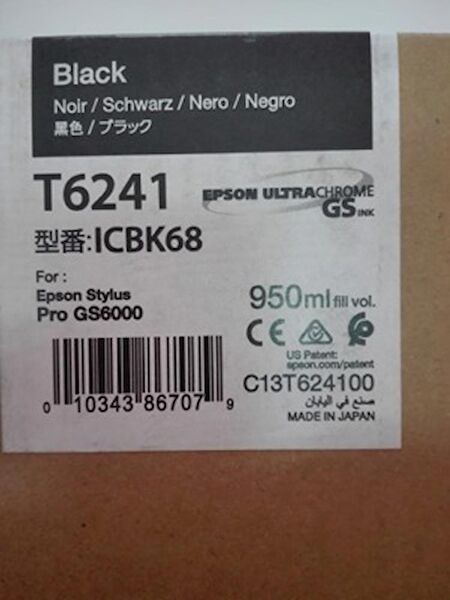 Black
Noir / Schwarz / Nero / Negro
黒色 / ブラック
T6241
EPSON ULTRACHROME
GS INK
型番:ICBK68
For :
Epson Stylus
Pro GS6000
950ml fill vol.
CE
US Patent:
epson.com/patent
C13T624100
صنع في اليابان
MADE IN JAPAN
0 10343 86707 9